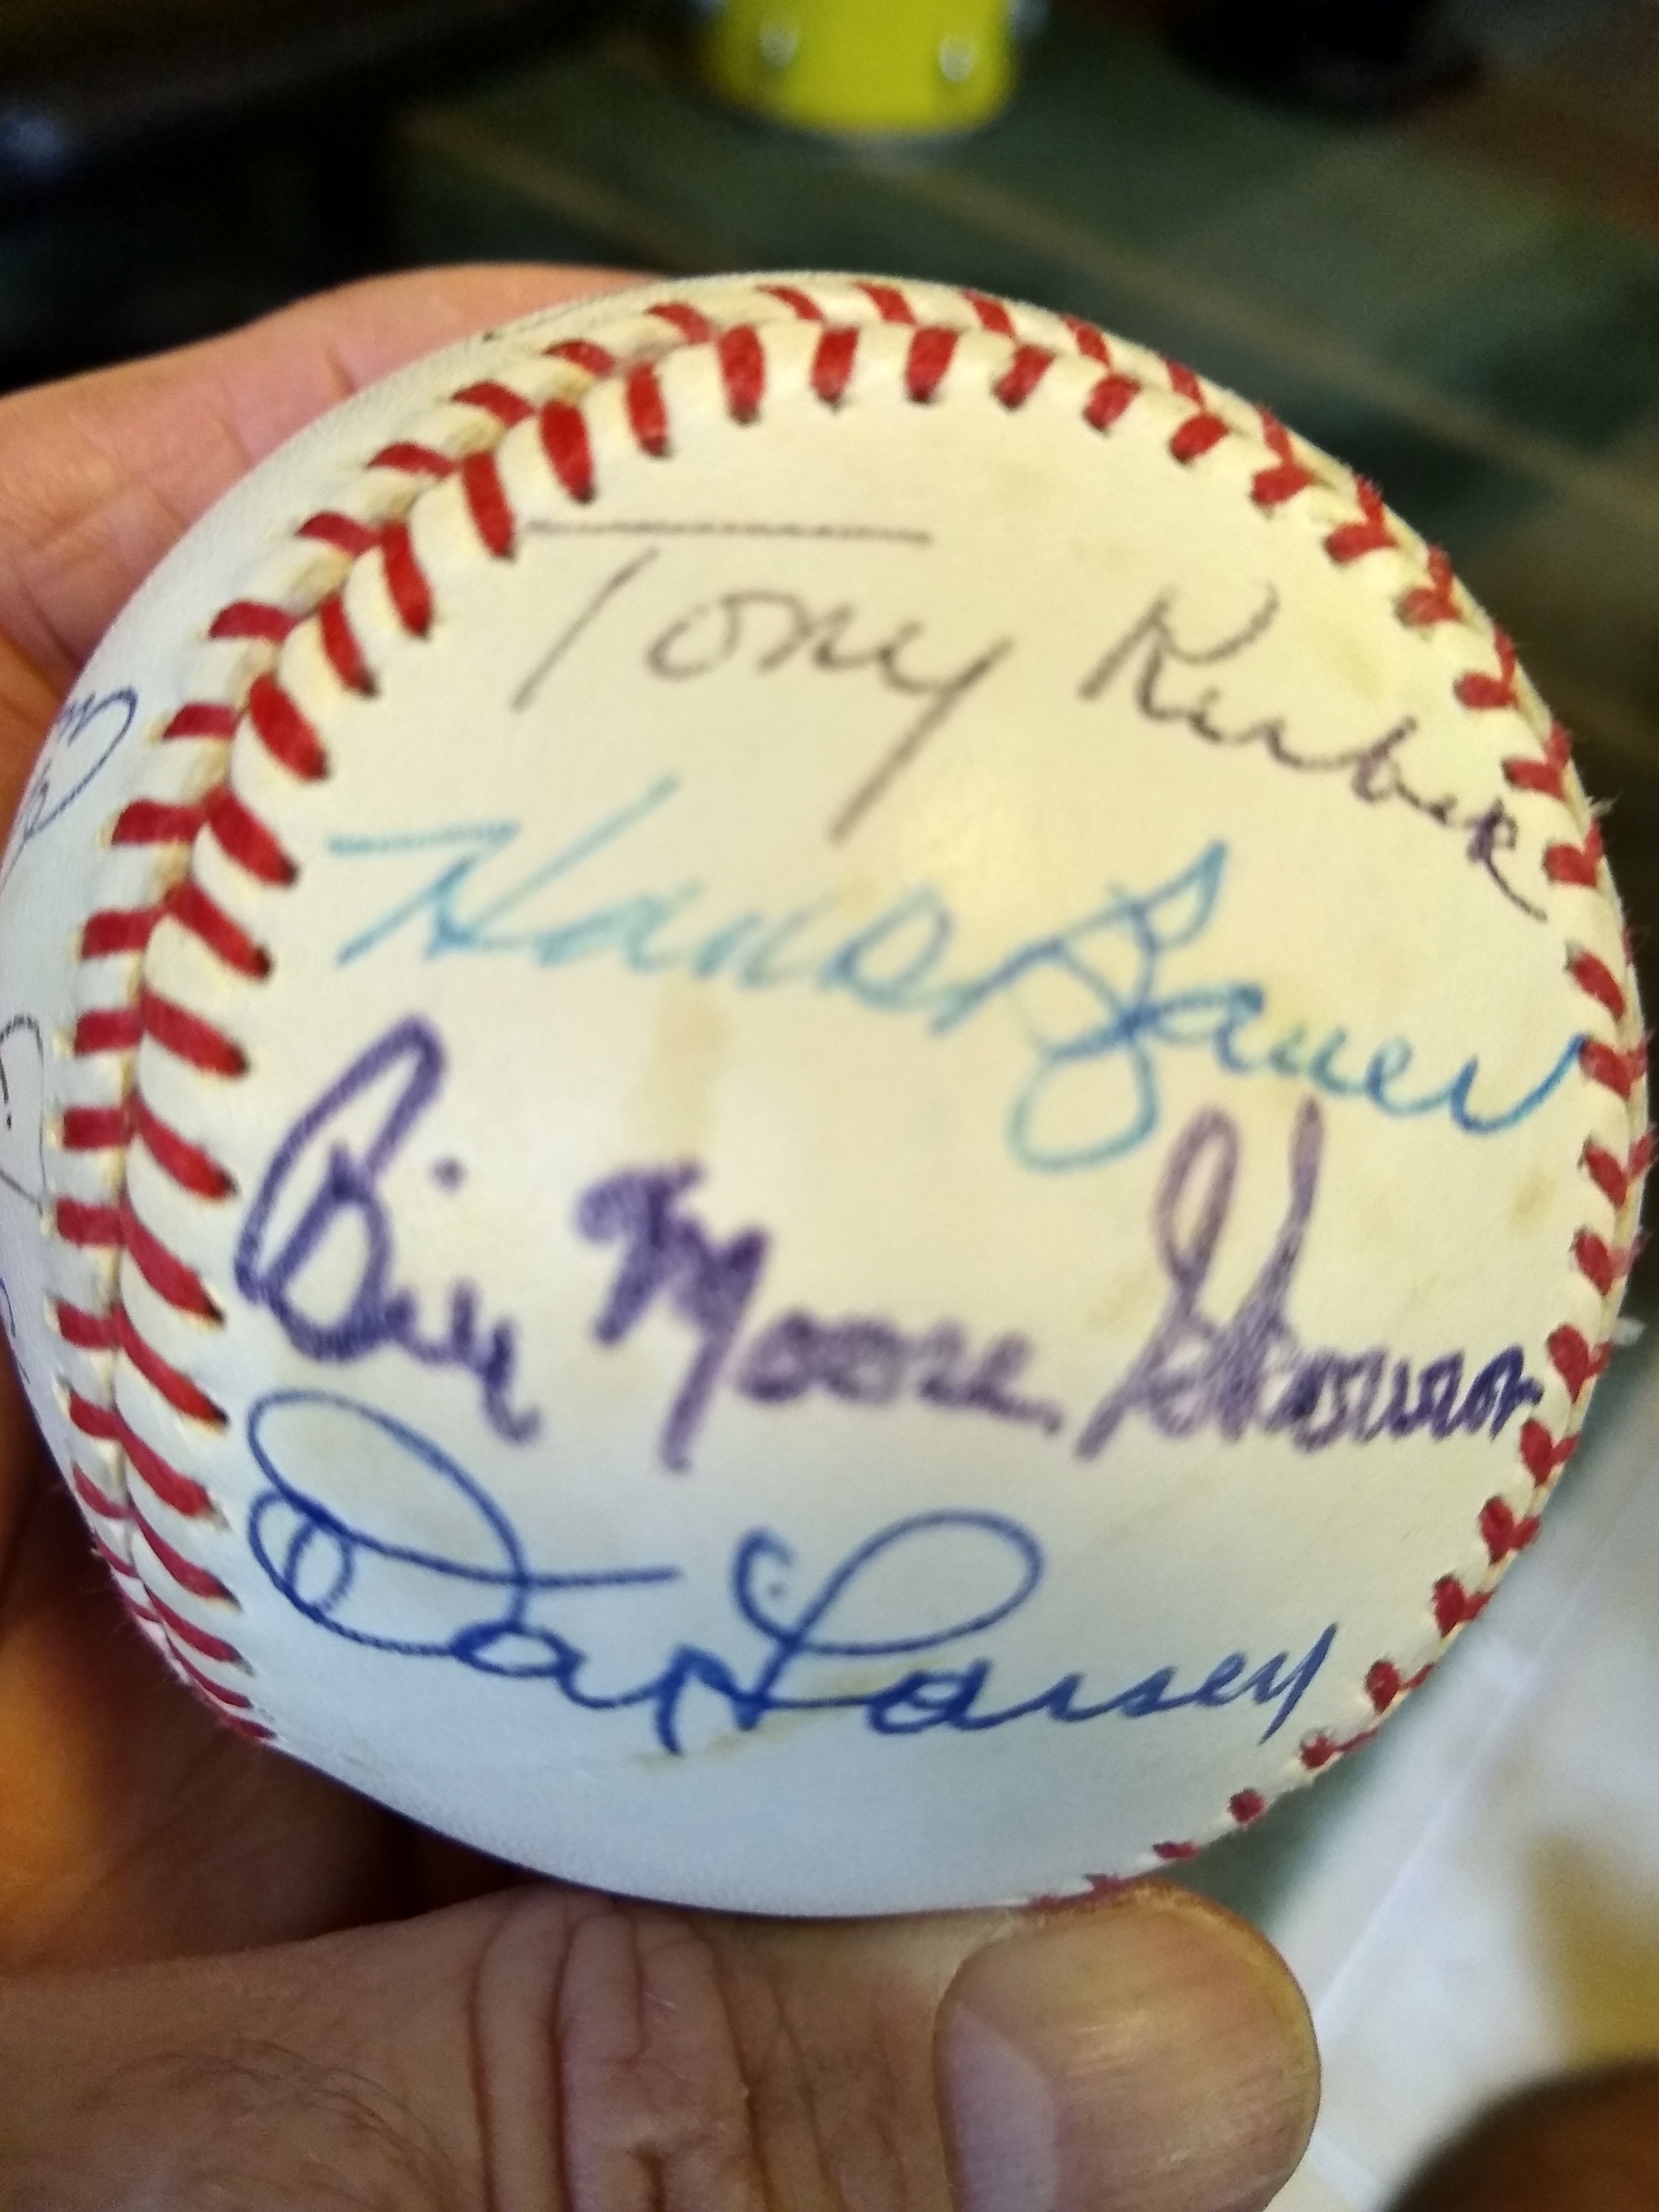 Tony Kubek
Hank Bauer
Bill Moose Skowron
Don Larsen